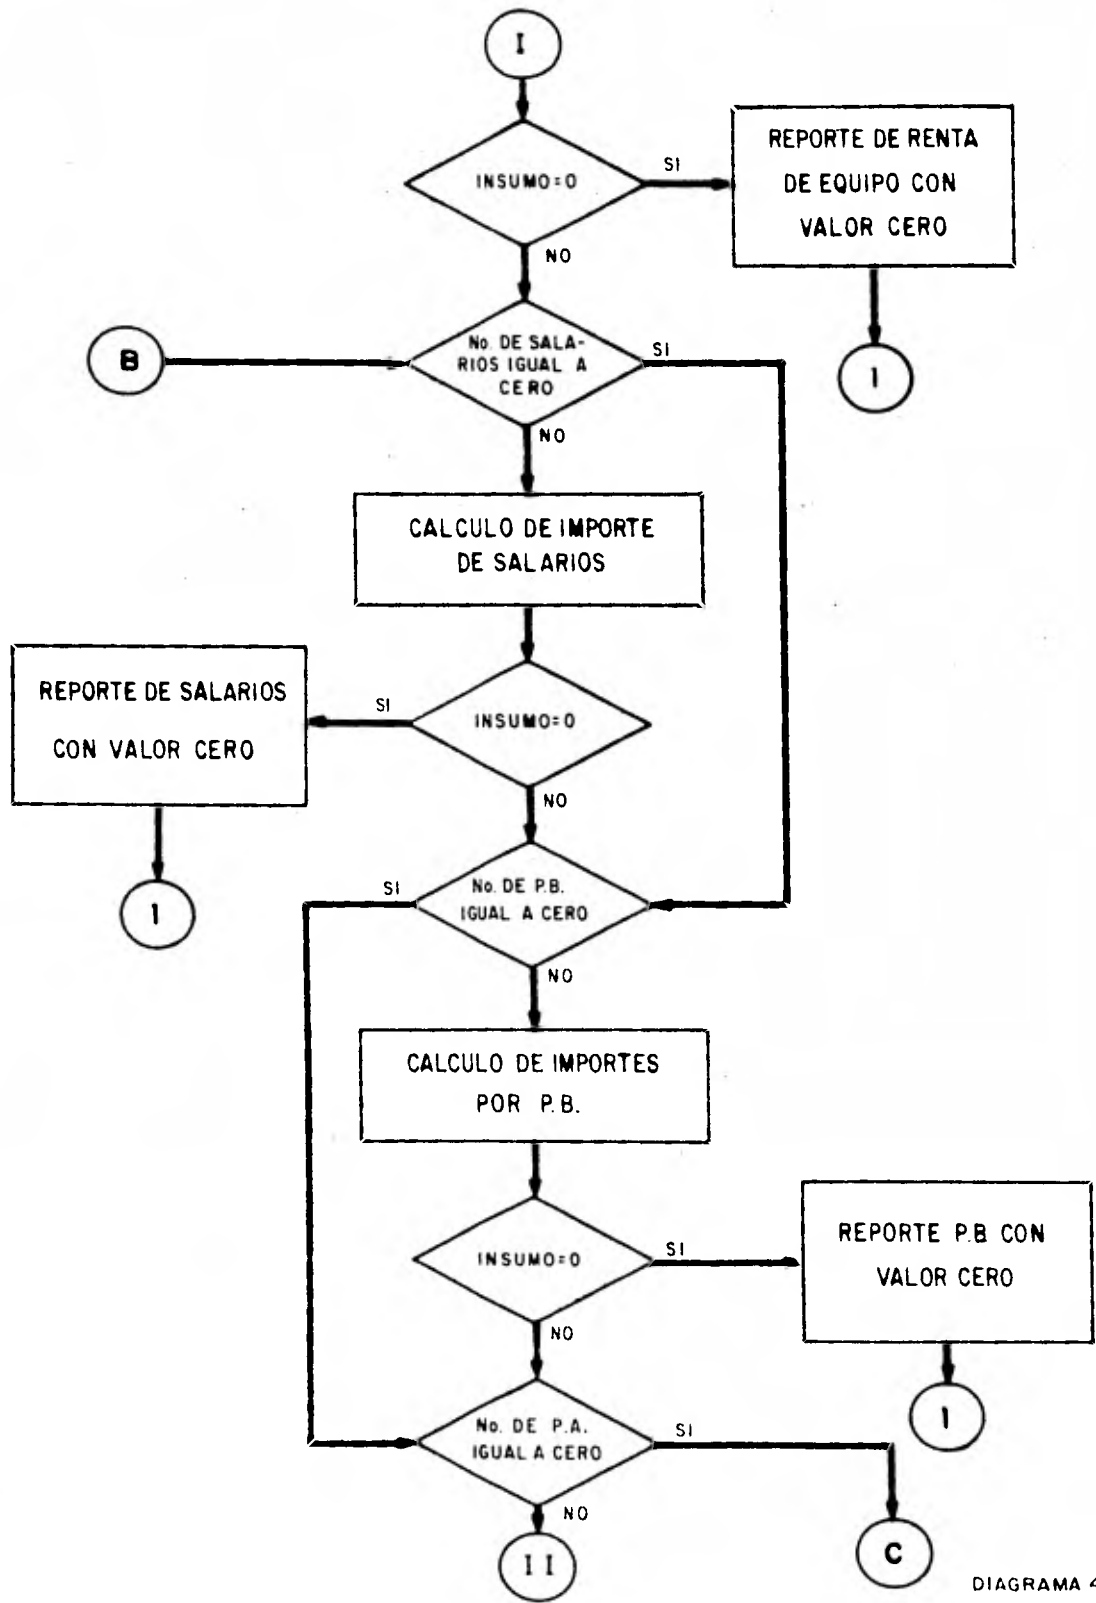 I
INSUMO=0
SI
REPORTE DE RENTA
DE EQUIPO CON
VALOR CERO
NO
B
No. DE SALA-
RIOS IGUAL A
CERO
SI
1
NO
CALCULO DE IMPORTE
DE SALARIOS
REPORTE DE SALARIOS
CON VALOR CERO
SI
INSUMO=0
NO
1
SI
No. DE P.B.
IGUAL A CERO
NO
CALCULO DE IMPORTES
POR P.B.
INSUMO=0
SI
REPORTE P.B CON
VALOR CERO
NO
1
No. DE P.A.
IGUAL A CERO
SI
NO
II
C
DIAGRAMA 4